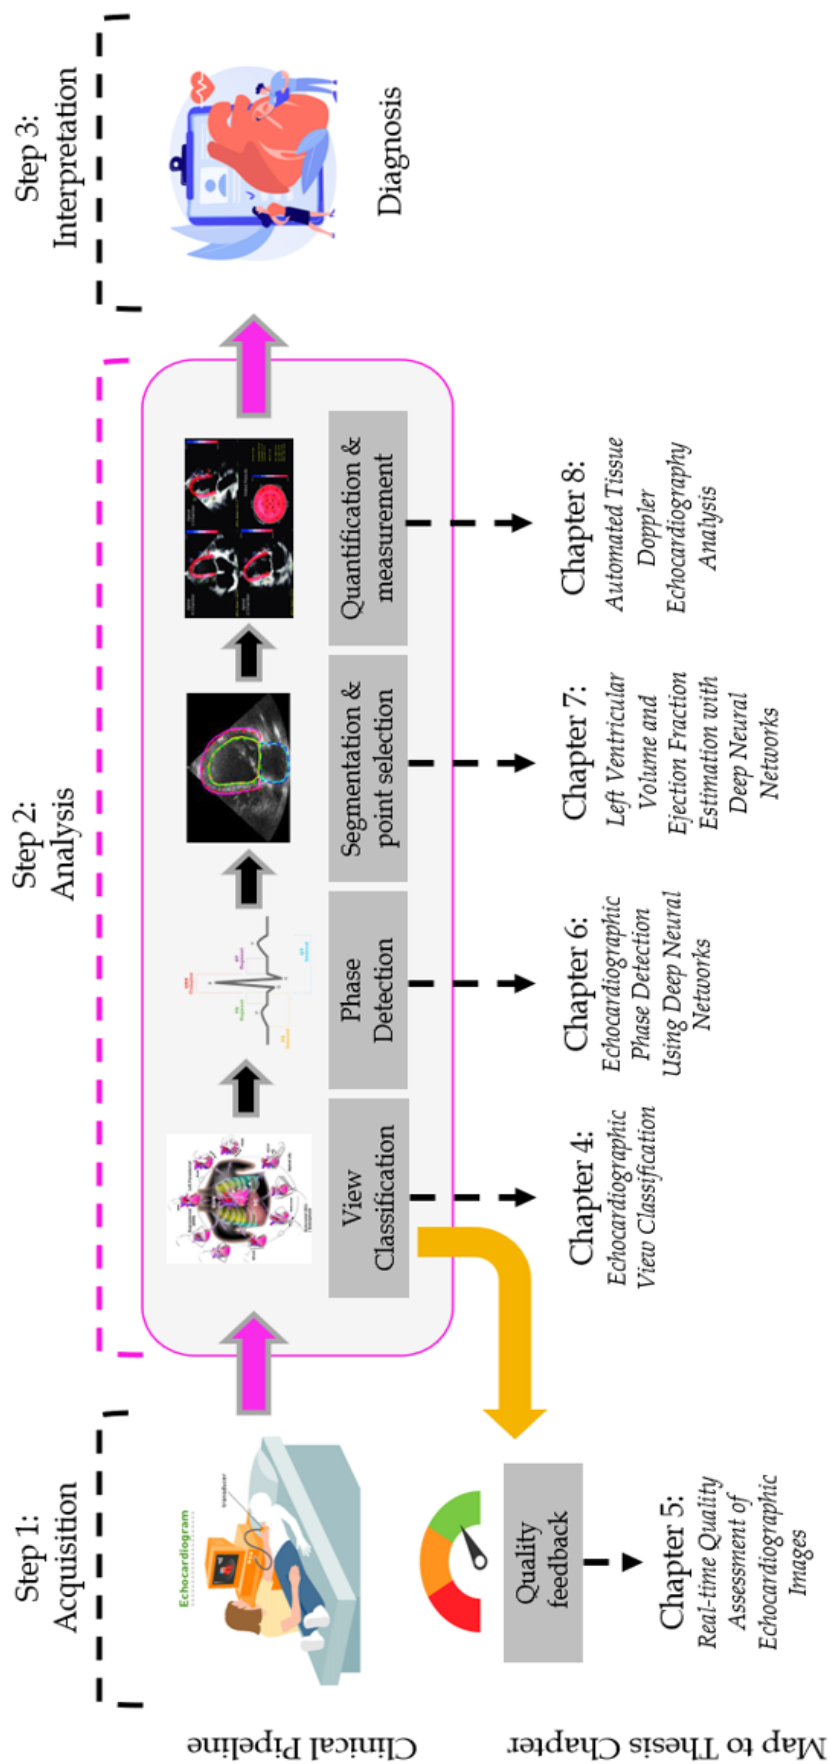 Step 1:
Acquisition
Step 2:
Analysis
Step 3:
Interpretation
Clinical Pipeline
Echocardiogram
transducer
Diagnosis
View
Classification
Phase
Detection
Segmentation &
point selection
Quantification &
measurement
Quality
feedback
Map to Thesis Chapter
Chapter 5:
Real-time Quality
Assessment of
Echocardiographic
Images
Chapter 4:
Echocardiographic
View Classification
Chapter 6:
Echocardiographic
Phase Detection
Using Deep Neural
Networks
Chapter 7:
Left Ventricular
Volume and
Ejection Fraction
Estimation with
Deep Neural
Networks
Chapter 8:
Automated Tissue
Doppler
Echocardiography
Analysis